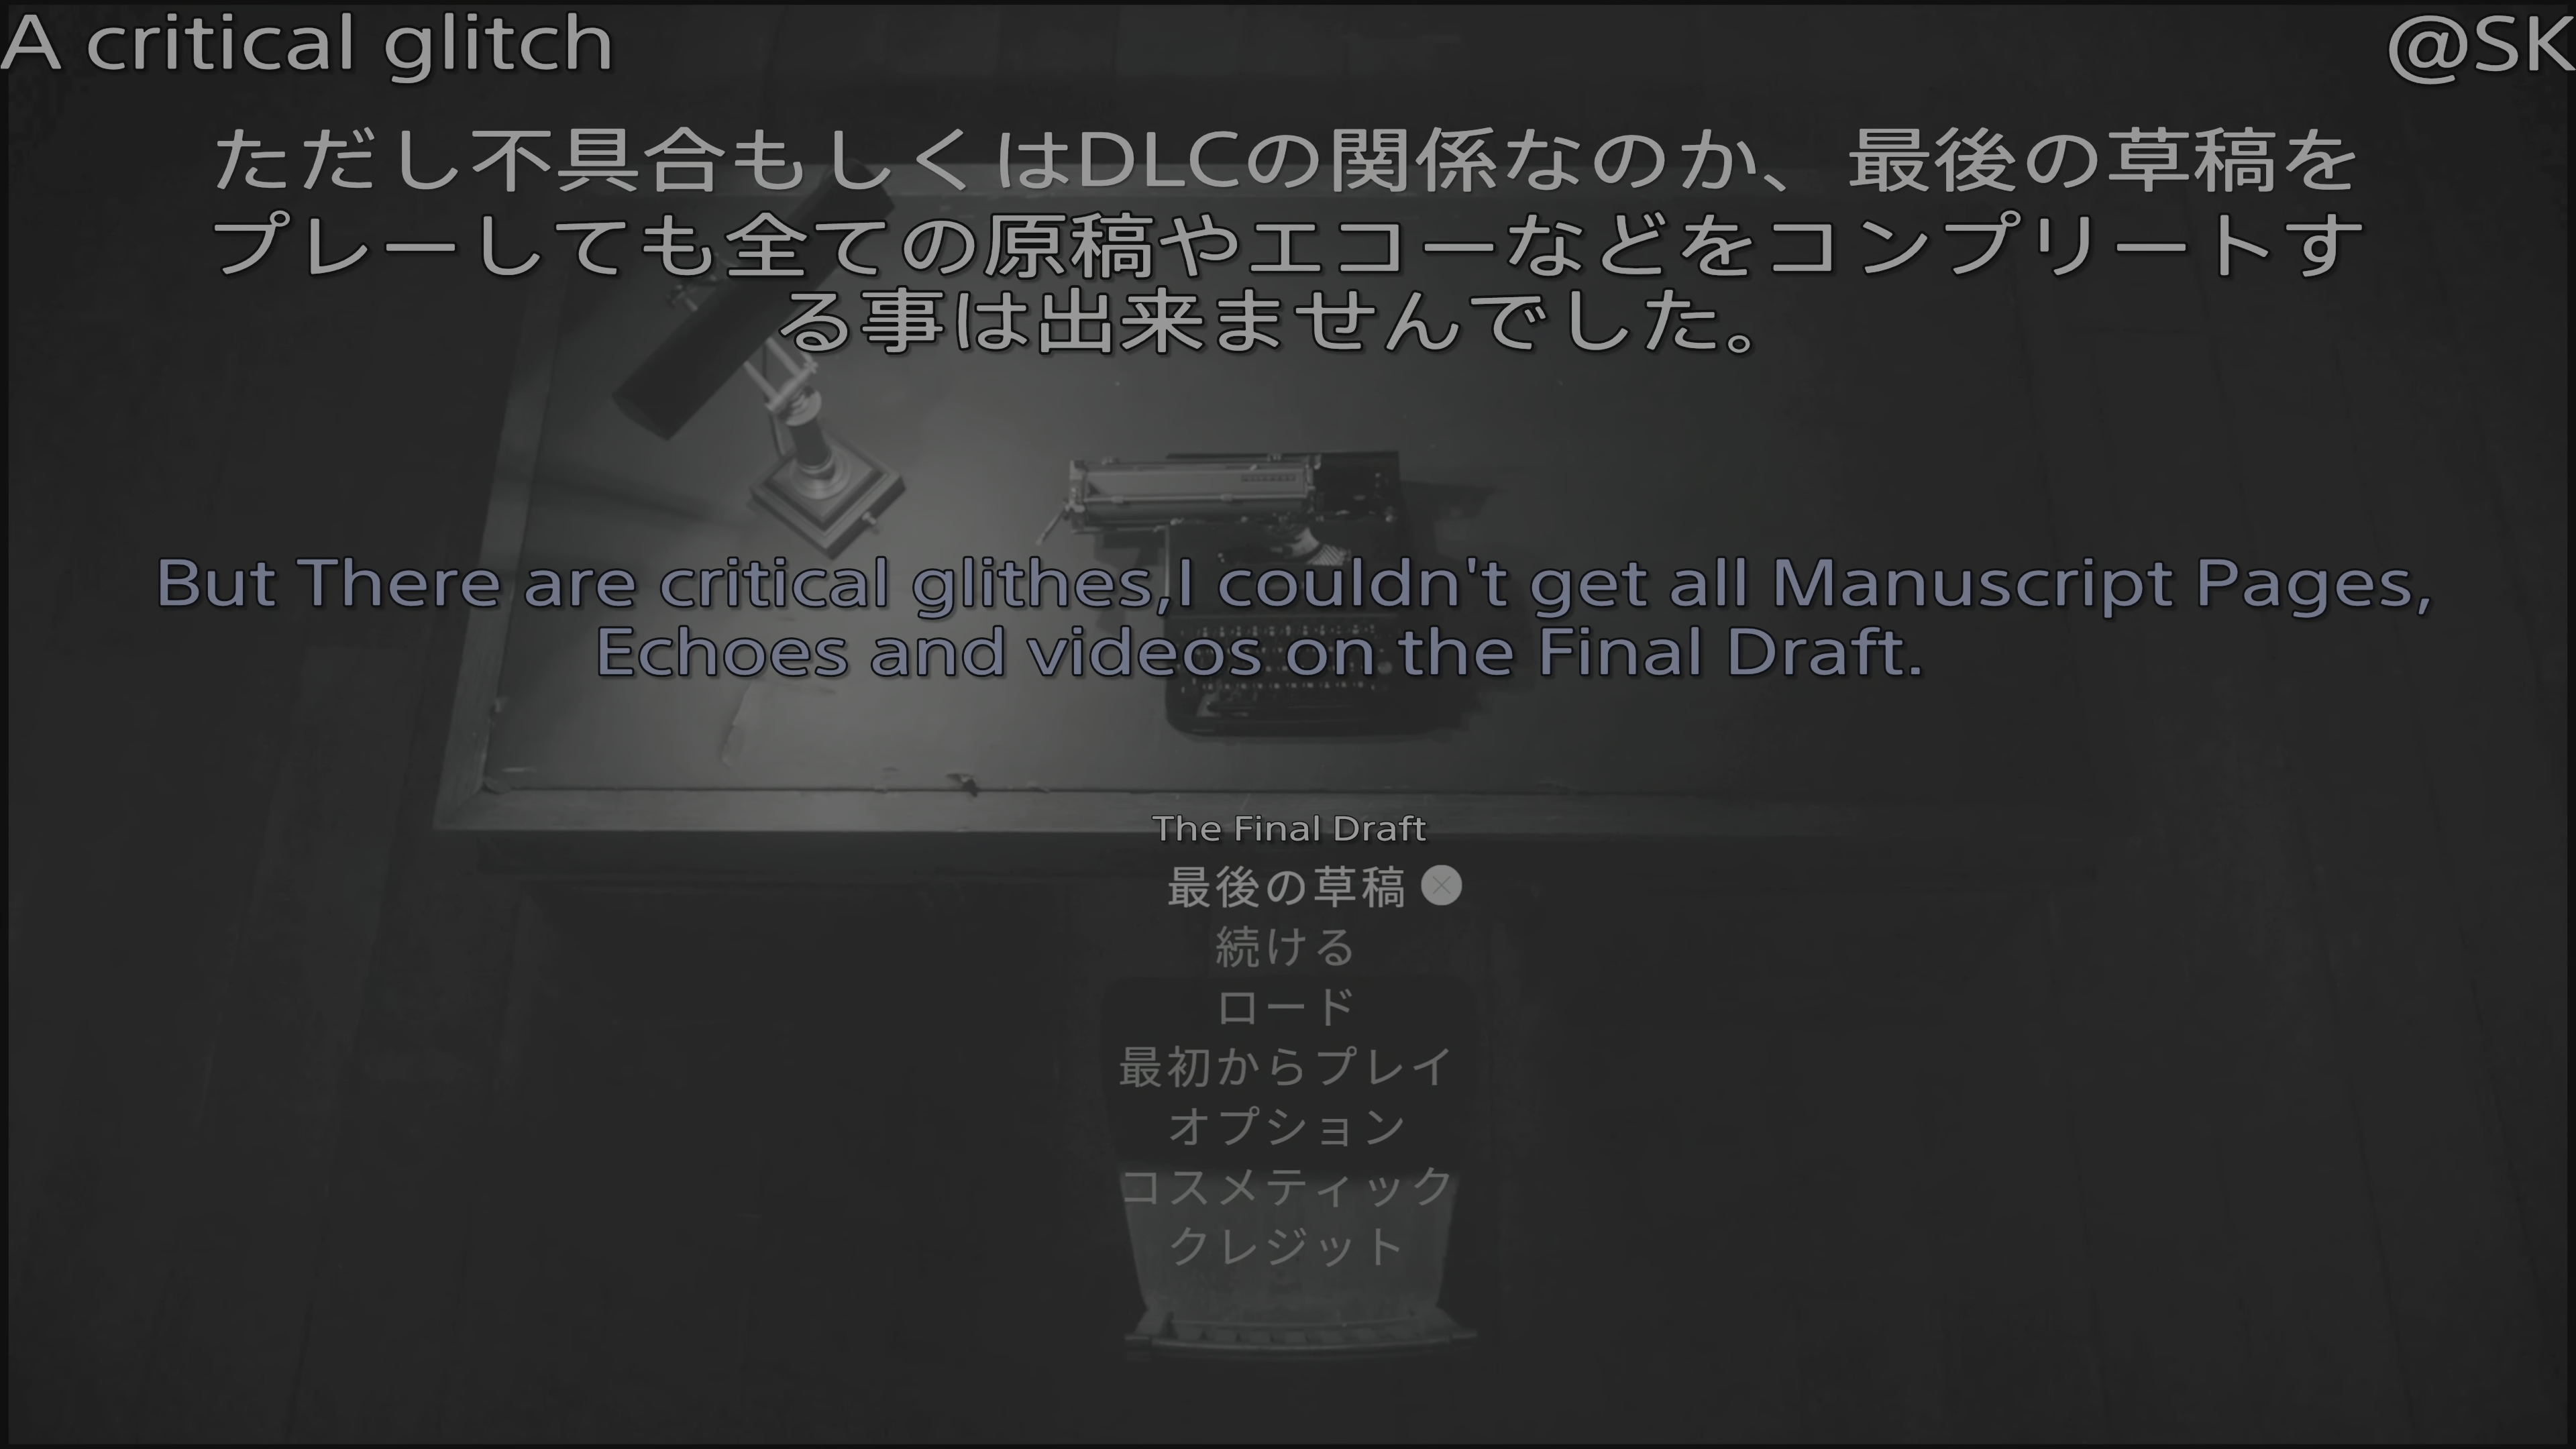 A critical glitch
@SK
ただし不具合もしくはDLCの関係なのか、最後の草稿を
プレーしても全ての原稿やエコーなどをコンプリートす
る事は出来ませんでした。
But There are critical glithes,I couldn't get all Manuscript Pages,
Echoes and videos on the Final Draft.
The Final Draft
最後の草稿
続ける
ロード
最初からプレイ
オプション
コスメティック
クレジット